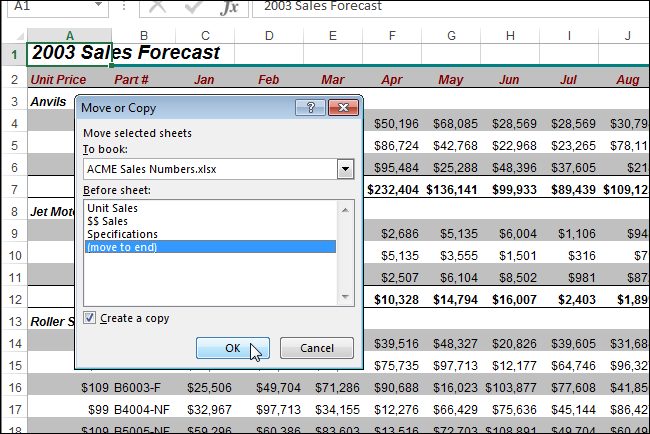 A1 fx 2003 Sales Forecast
A B C D E F G H I J
1 2003 Sales Forecast
2 Unit Price Part # Jan Feb Mar Apr May Jun Jul Aug
3 Anvils
4 $50,196 $68,085 $28,569 $28,569 $30,79
5 $86,724 $42,768 $22,968 $23,265 $78,11
6 $95,484 $25,288 $48,396 $37,605 $21
7 $232,404 $136,141 $99,933 $89,439 $109,12
8 Jet Mot
9 $2,686 $5,135 $6,004 $1,106 $94
10 $5,135 $3,555 $1,501 $316 $7
11 $2,507 $6,104 $8,502 $981 $87
12 $10,328 $14,794 $16,007 $2,403 $1,89
13 Roller S
14 $39,516 $48,327 $20,826 $39,605 $31,68
15 $75,735 $97,713 $12,177 $64,746 $96,32
16 $109 B6003-F $25,506 $49,704 $71,286 $90,688 $16,023 $103,877 $77,608 $41,85
17 $99 B4004-NF $32,967 $97,713 $34,155 $12,276 $66,429 $75,636 $45,144 $86,42
18 $109 B5005-NF $59,296 $60,386 $83,603 $13,516 $72,703 $108,891 $49,704 $60,49
Move or Copy
Move selected sheets
To book:
ACME Sales Numbers.xlsx
Before sheet:
Unit Sales
$$ Sales
Specifications
(move to end)
Create a copy
OK Cancel